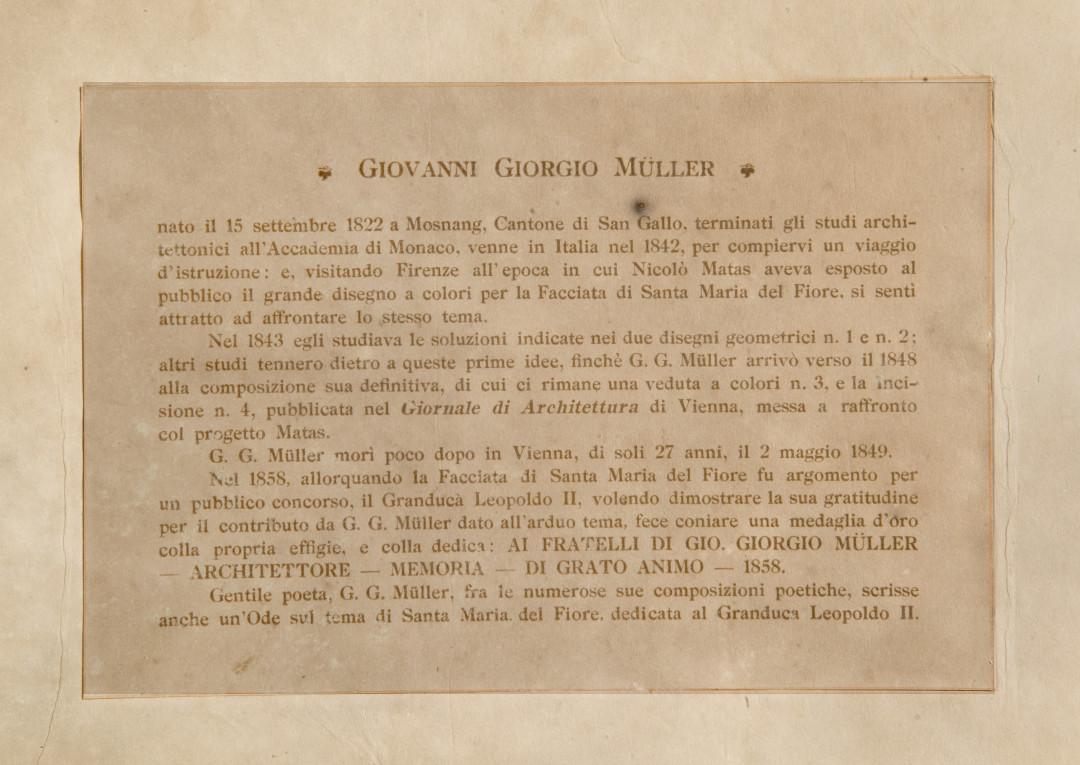 GIOVANNI GIORGIO MÜLLER
nato il 15 settembre 1822 a Mosnang, Cantone di San Gallo, terminati gli studi archi-
tettonici all'Accademia di Monaco, venne in Italia nel 1842, per compiervi un viaggio
d'istruzione: e, visitando Firenze all'epoca in cui Nicolò Matas aveva esposto al
pubblico il grande disegno a colori per la Facciata di Santa Maria del Fiore, si sentì
attratto ad affrontare lo stesso tema.
Nel 1843 egli studiava le soluzioni indicate nei due disegni geometrici n. 1 e n. 2;
altri studi tennero dietro a queste prime idee, finchè G. G. Müller arrivò verso il 1848
alla composizione sua definitiva, di cui ci rimane una veduta a colori n. 3, e la inci-
sione n. 4, pubblicata nel Giornale di Architettura di Vienna, messa a raffronto
col progetto Matas.
G. G. Müller morì poco dopo in Vienna, di soli 27 anni, il 2 maggio 1849.
Nel 1858, allorquando la Facciata di Santa Maria del Fiore fu argomento per
un pubblico concorso, il Granducà Leopoldo II, volendo dimostrare la sua gratitudine
per il contributo da G. G. Müller dato all'arduo tema, fece coniare una medaglia d'oro
colla propria effigie, e colla dedica: AI FRATELLI DI GIO. GIORGIO MÜLLER
— ARCHITETTORE — MEMORIA — DI GRATO ANIMO — 1858.
Gentile poeta, G. G. Müller, fra le numerose sue composizioni poetiche, scrisse
anche un'Ode sul tema di Santa Maria del Fiore, dedicata al Granduca Leopoldo II.